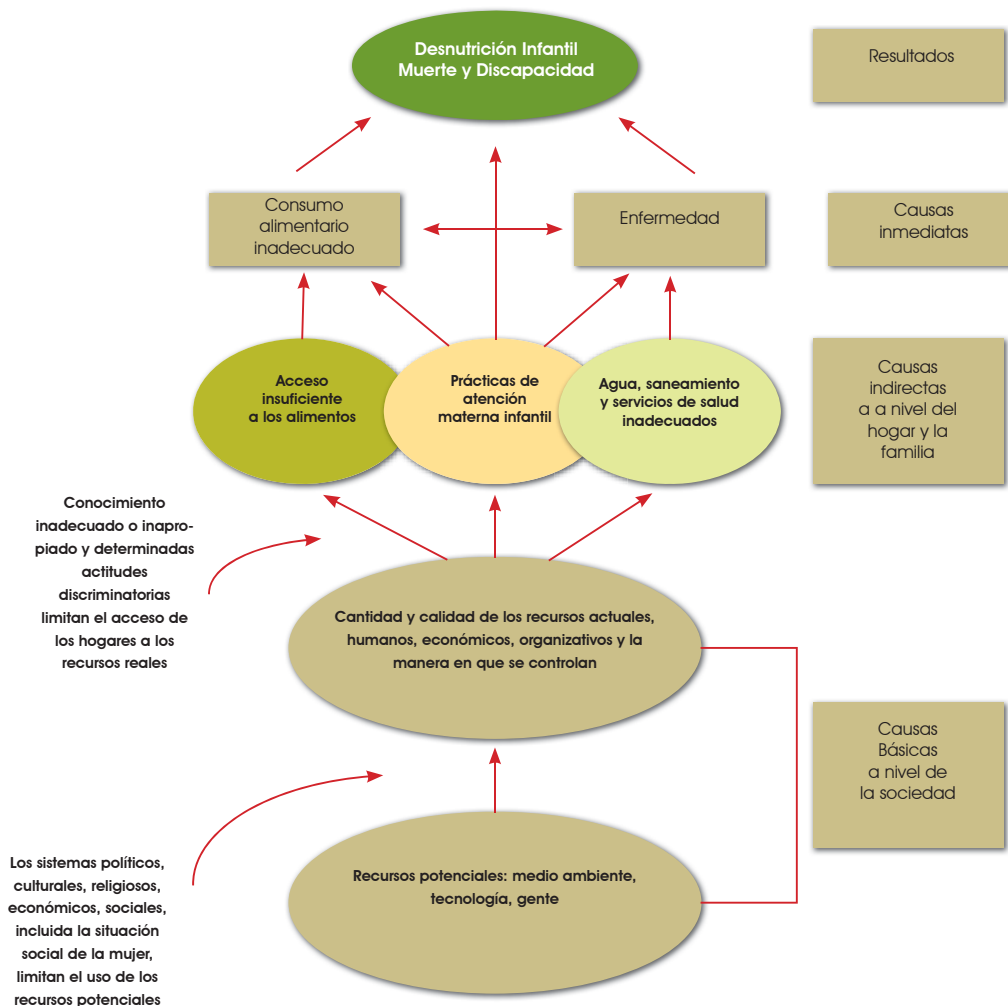 Desnutrición Infantil
Muerte y Discapacidad
Resultados
Consumo
alimentario
inadecuado
Enfermedad
Causas
inmediatas
Acceso
insuficiente
a los alimentos
Prácticas de
atención
materna infantil
Agua, saneamiento
y servicios de salud
inadecuados
Causas
indirectas
a a nivel del
hogar y la
familia
Conocimiento
inadecuado o inapro-
piado y determinadas
actitudes
discriminatorias
limitan el acceso de
los hogares a los
recursos reales
Cantidad y calidad de los recursos actuales,
humanos, económicos, organizativos y la
manera en que se controlan
Causas
Básicas
a nivel de
la sociedad
Los sistemas políticos,
culturales, religiosos,
económicos, sociales,
incluida la situación
social de la mujer,
limitan el uso de los
recursos potenciales
Recursos potenciales: medio ambiente,
tecnología, gente